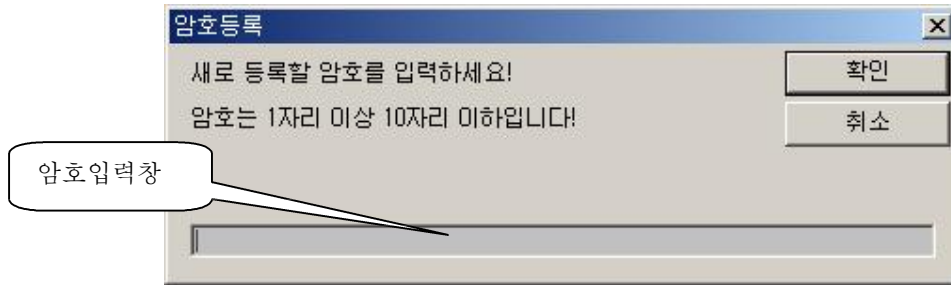 암호등록
새로 등록할 암호를 입력하세요!
확인
암호는 1자리 이상 10자리 이하입니다!
취소
암호입력창